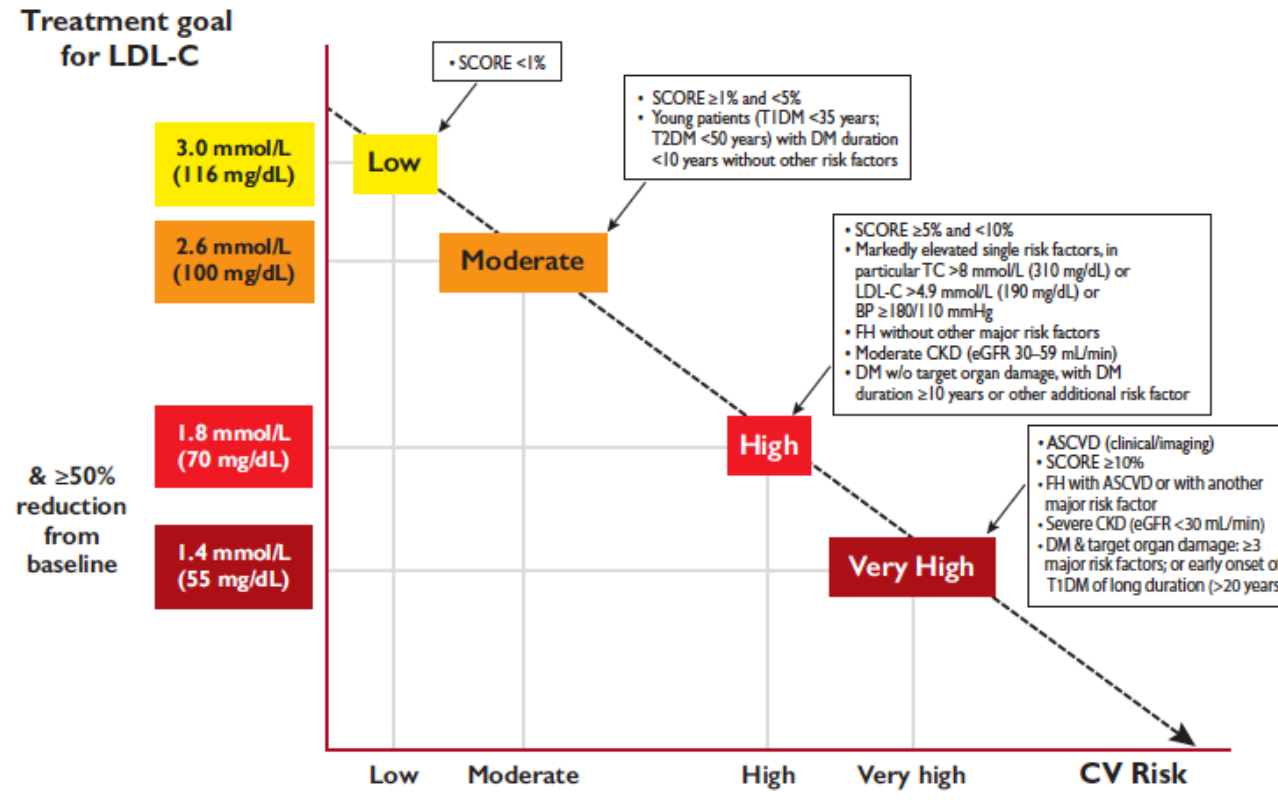 Treatment goal
for LDL-C
• SCORE <1%
• SCORE ≥1% and <5%
• Young patients (T1DM <35 years;
T2DM <50 years) with DM duration
<10 years without other risk factors
3.0 mmol/L
(116 mg/dL)
Low
2.6 mmol/L
(100 mg/dL)
Moderate
• SCORE ≥5% and <10%
• Markedly elevated single risk factors, in
particular TC >8 mmol/L (310 mg/dL) or
LDL-C >4.9 mmol/L (190 mg/dL) or
BP ≥180/110 mmHg
• FH without other major risk factors
• Moderate CKD (eGFR 30–59 mL/min)
• DM w/o target organ damage, with DM
duration ≥10 years or other additional risk factor
1.8 mmol/L
(70 mg/dL)
High
• ASCVD (clinical/imaging)
• SCORE ≥10%
• FH with ASCVD or with another
major risk factor
• Severe CKD (eGFR <30 mL/min)
• DM & target organ damage: ≥3
major risk factors; or early onset of
T1DM of long duration (>20 years
& ≥50%
reduction
from
baseline
1.4 mmol/L
(55 mg/dL)
Very High
Low
Moderate
High
Very high
CV Risk